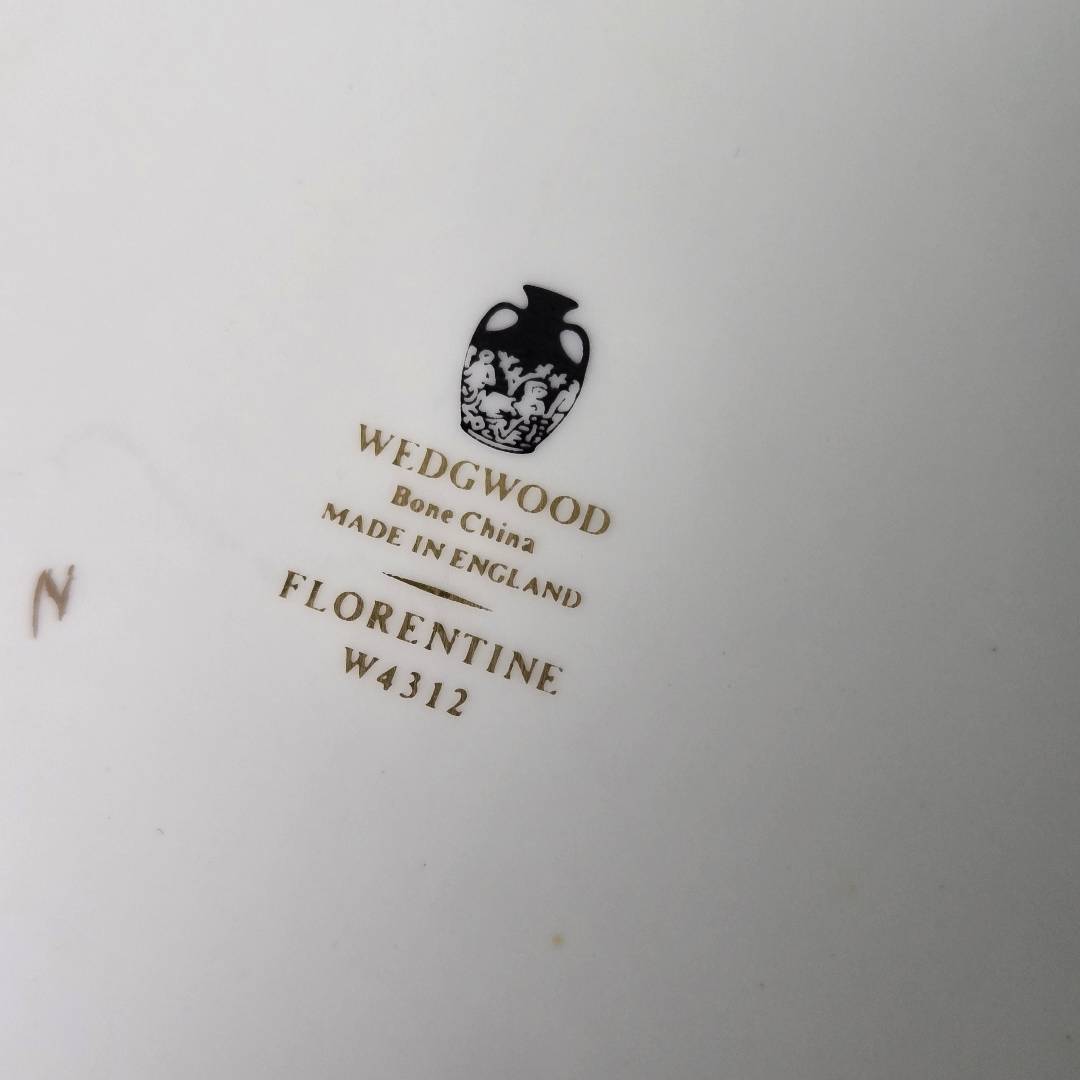 WEDGWOOD
Bone China
MADE IN ENGLAND
FLORENTINE
W4312
N